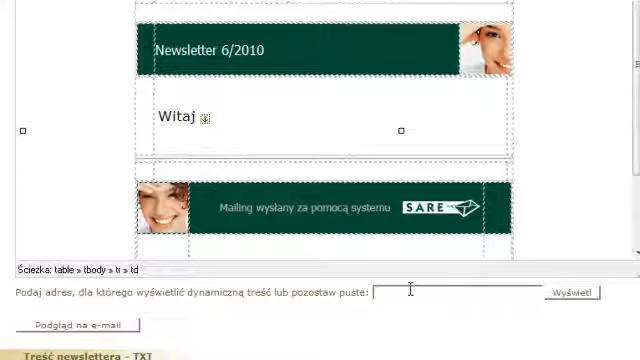 Newsletter 6/2010
Witaj
Mailing wysłany za pomocą systemu SARE
Ścieżka: table » tbody » tr » td
Podaj adres, dla którego wyświetlić dynamiczną treść lub pozostaw puste: Wyświetl
Podgląd na e-mail
Treść newslettera - TXT